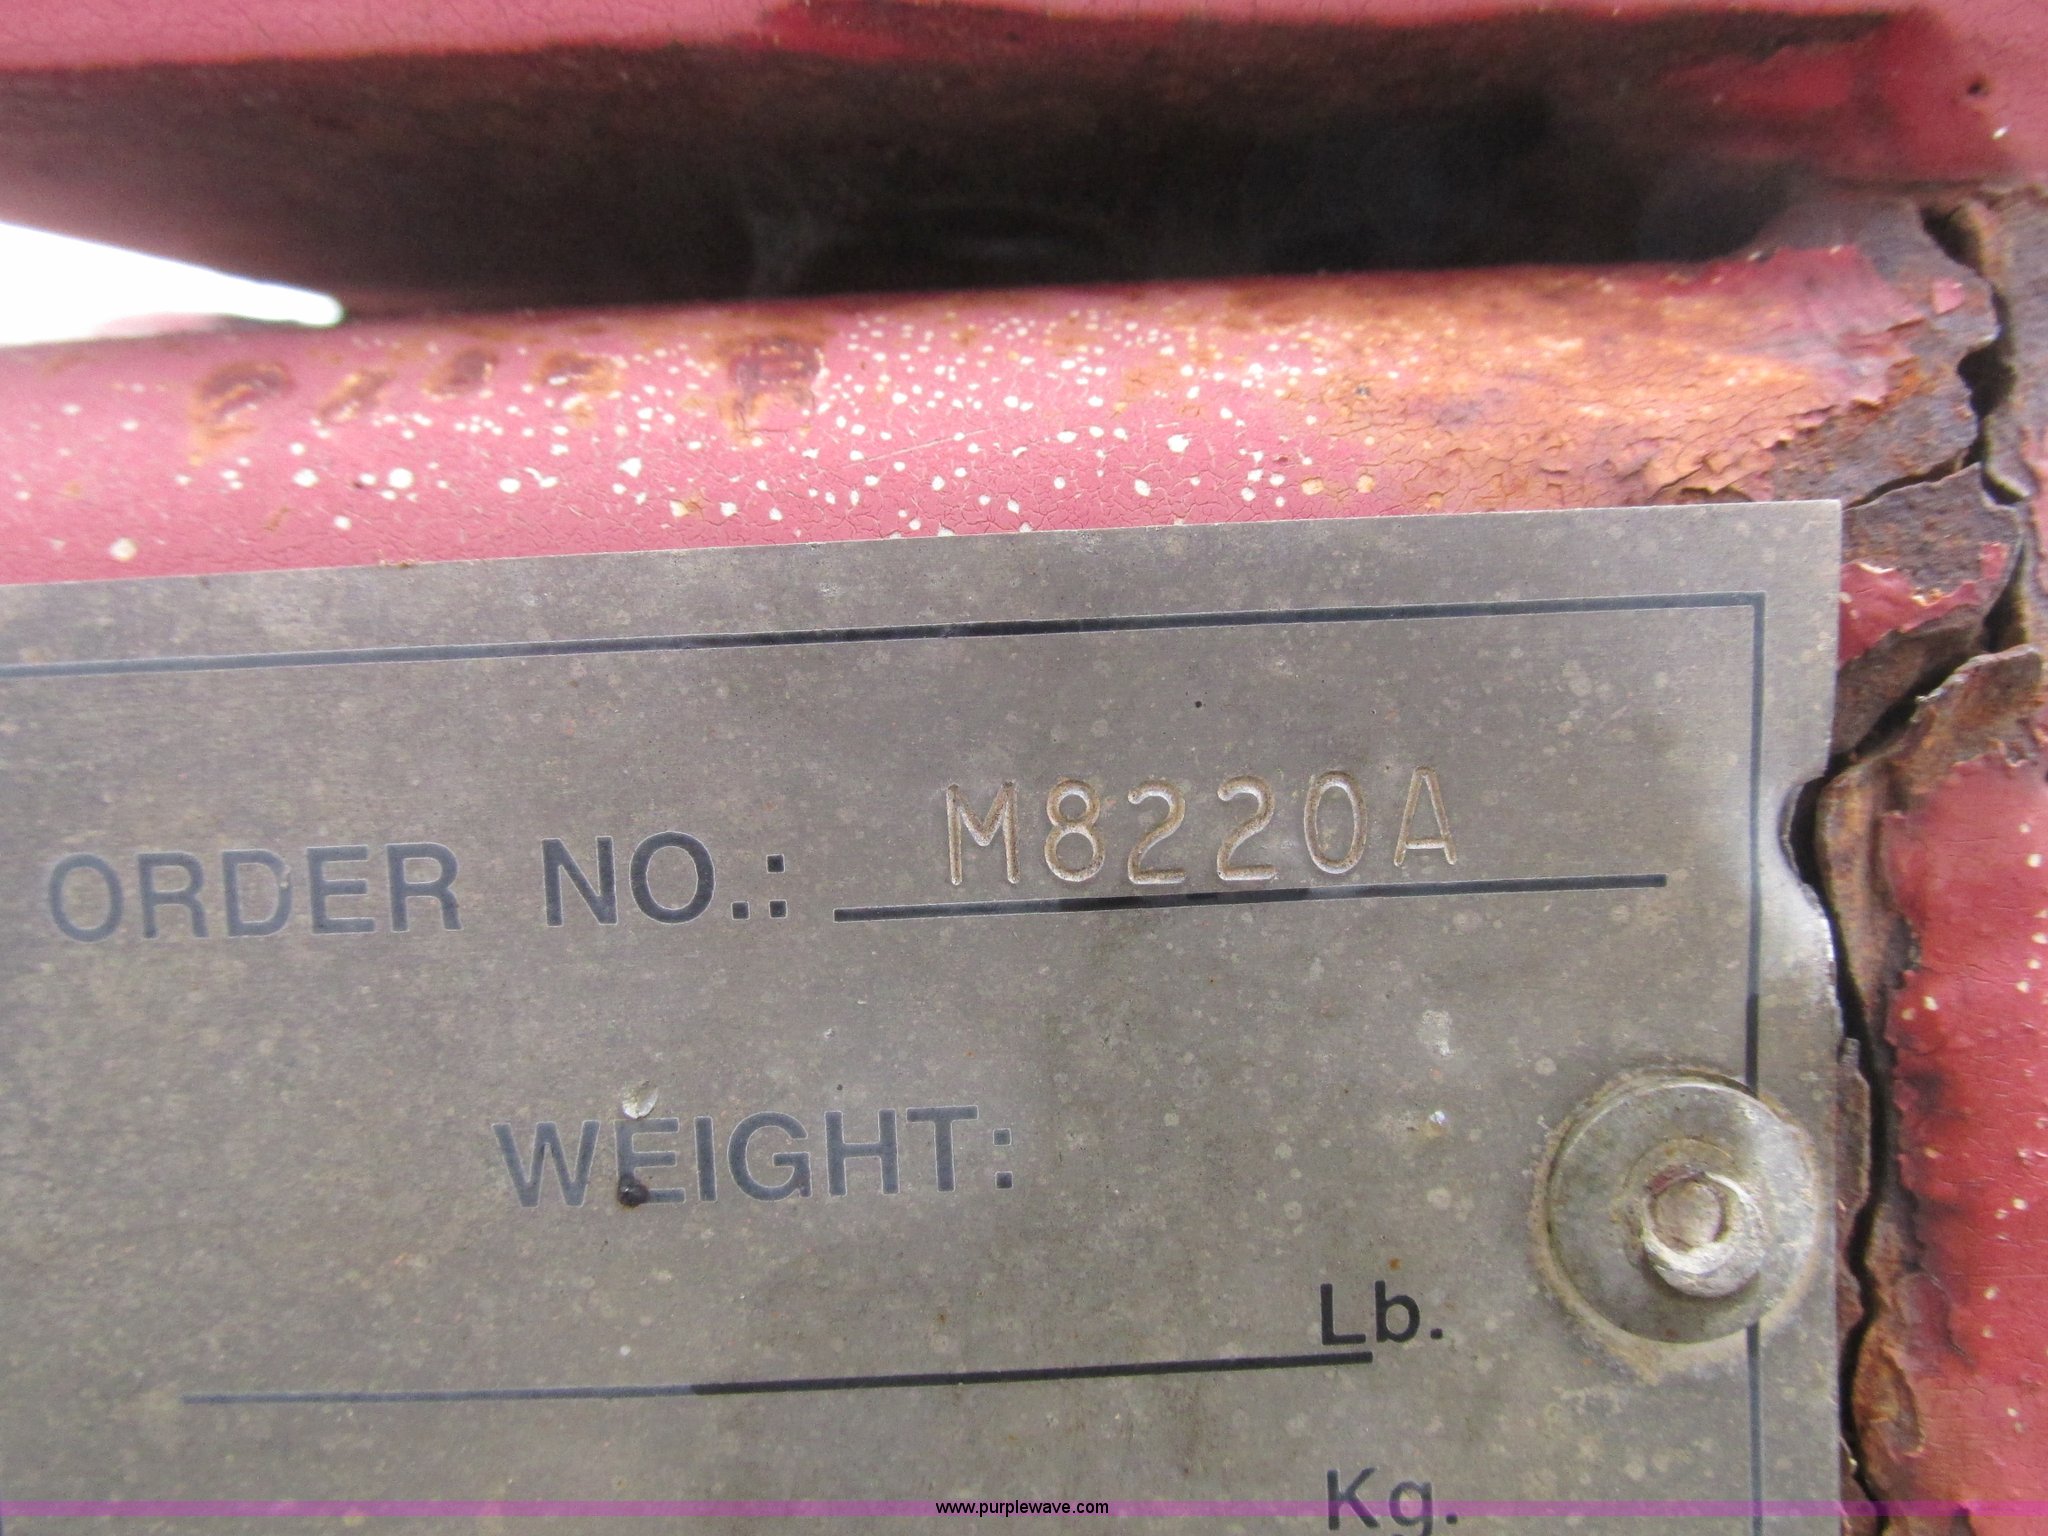 ORDER NO.: M8220A
WEIGHT:
Lb.
Kg.
www.purplewave.com